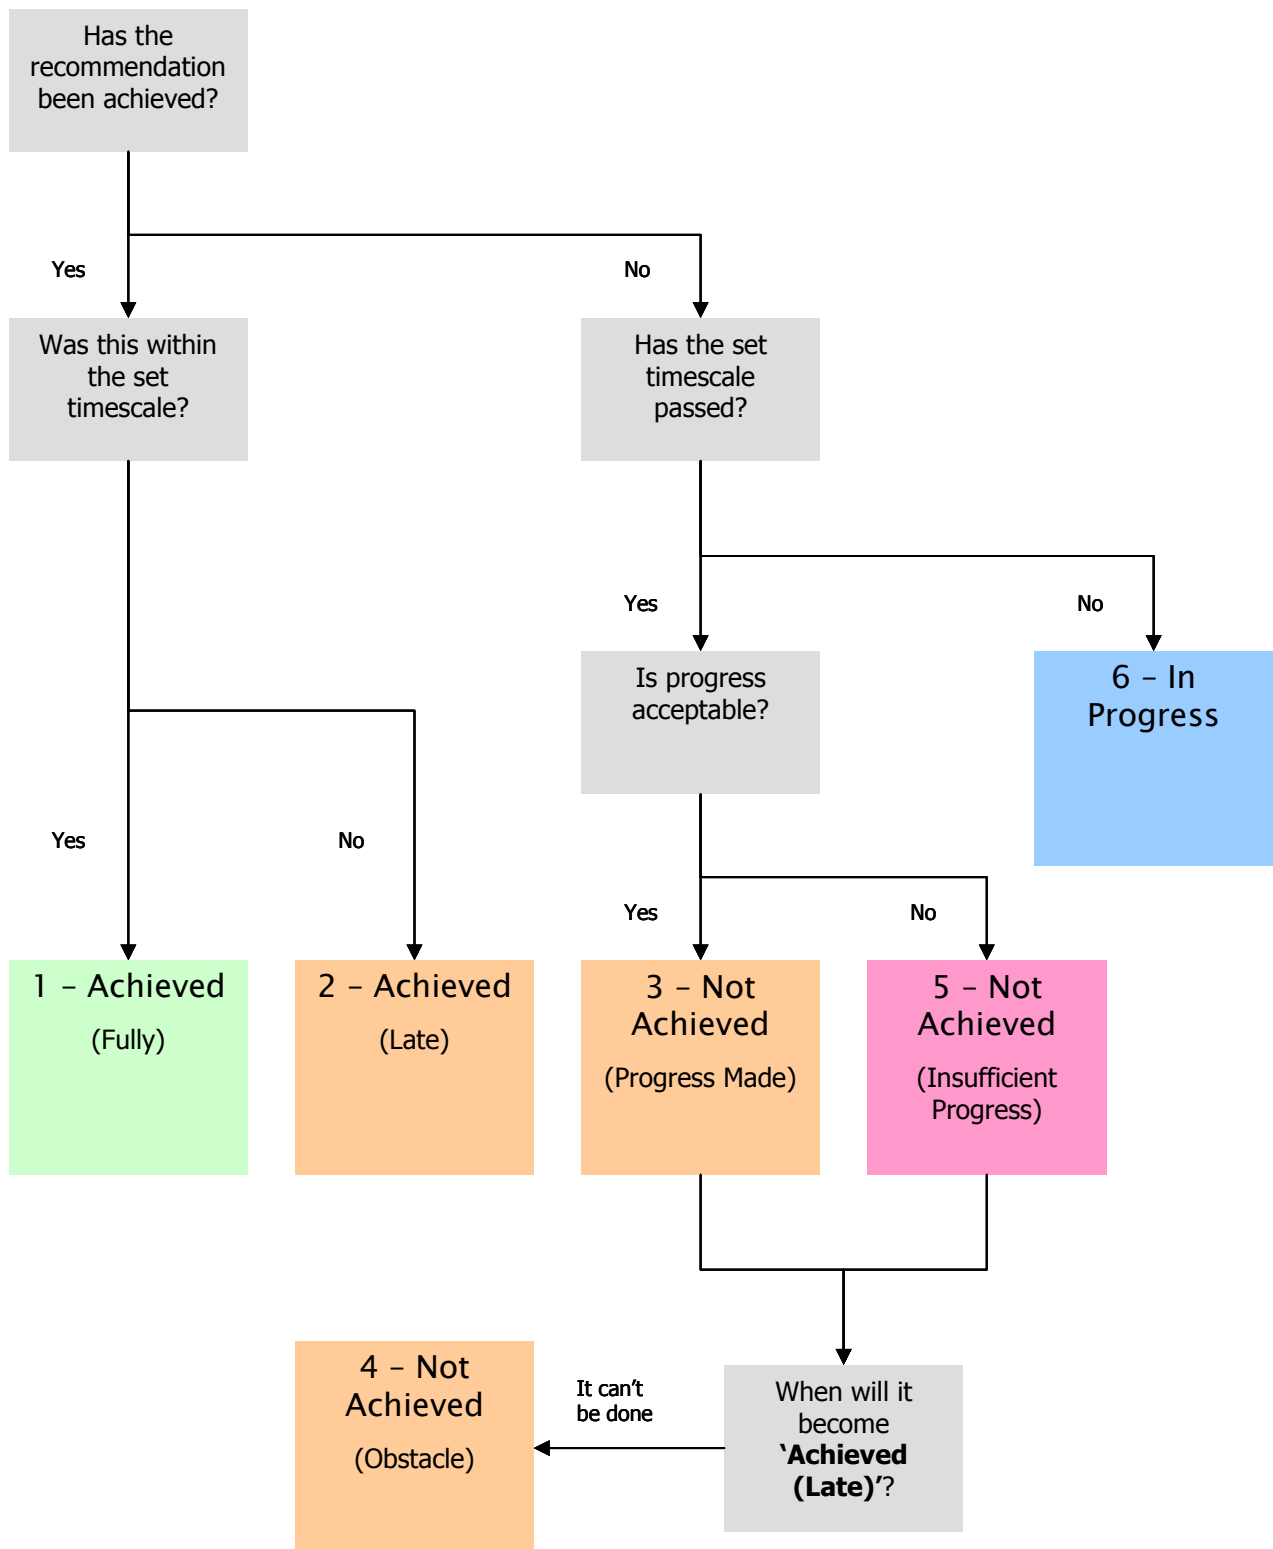 Has the
recommendation
been achieved?
Yes
No
Was this within
the set
timescale?
Has the set
timescale
passed?
Yes
No
Is progress
acceptable?
6 – In
Progress
Yes
No
Yes
No
1 – Achieved
(Fully)
2 – Achieved
(Late)
3 – Not
Achieved
(Progress Made)
5 – Not
Achieved
(Insufficient
Progress)
4 – Not
Achieved
(Obstacle)
It can’t
be done
When will it
become
‘Achieved
(Late)’?